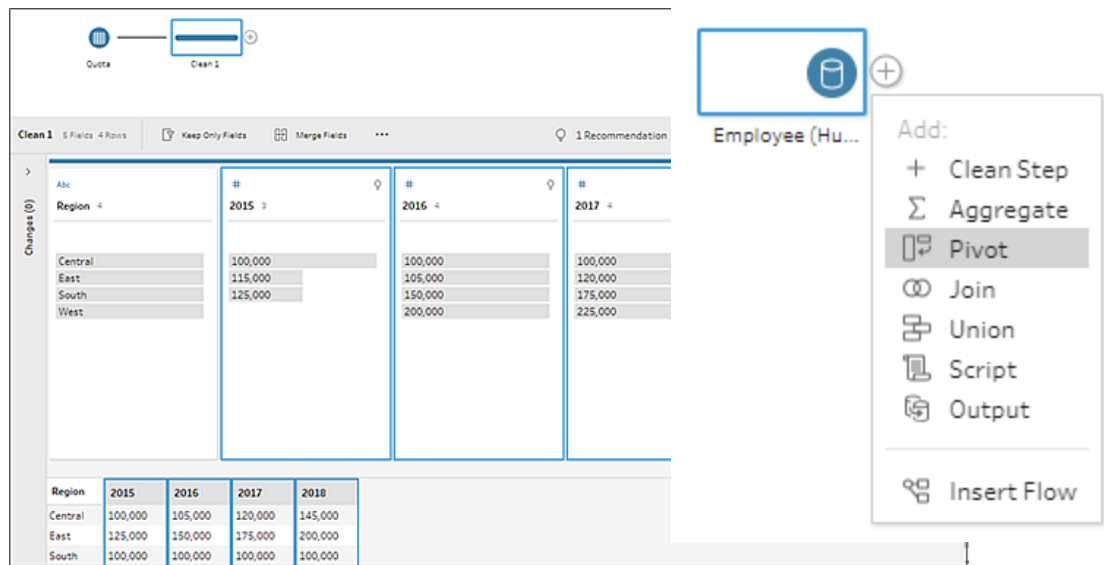 Quota
Clean 1
Clean 1 5 Fields 4 Rows Keep Only Fields Merge Fields ••• 1 Recommendation
Changes (0)
Abc
Region 4
Central
East
South
West
#
2015 3
100,000
115,000
125,000
#
2016 4
100,000
105,000
150,000
200,000
#
2017 4
100,000
120,000
175,000
225,000
Region 2015 2016 2017 2018
Central 100,000 105,000 120,000 145,000
East 125,000 150,000 175,000 200,000
South 100,000 100,000 100,000 100,000
Employee (Hu...
Add:
Clean Step
Aggregate
Pivot
Join
Union
Script
Output
Insert Flow